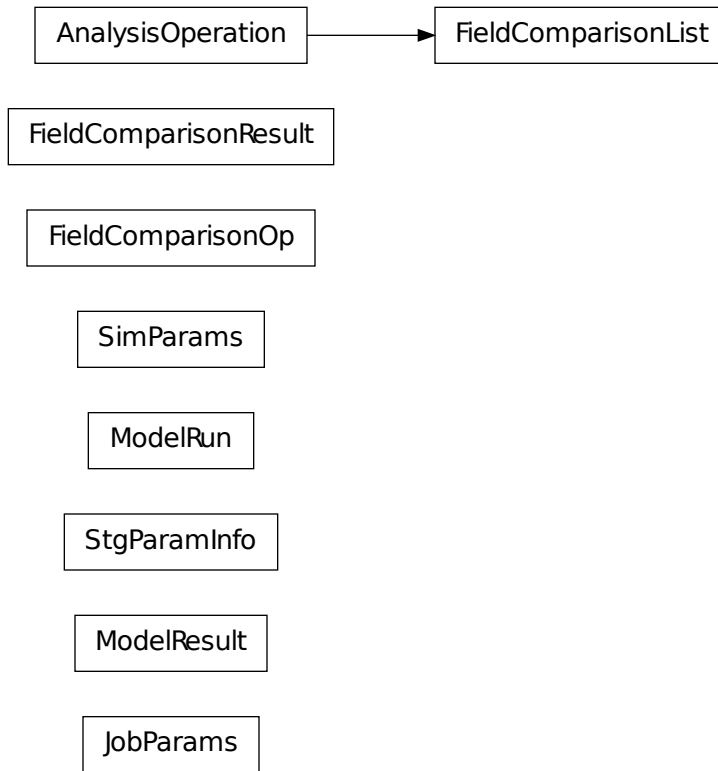 AnalysisOperation
FieldComparisonList
FieldComparisonResult
FieldComparisonOp
SimParams
ModelRun
StgParamInfo
ModelResult
JobParams